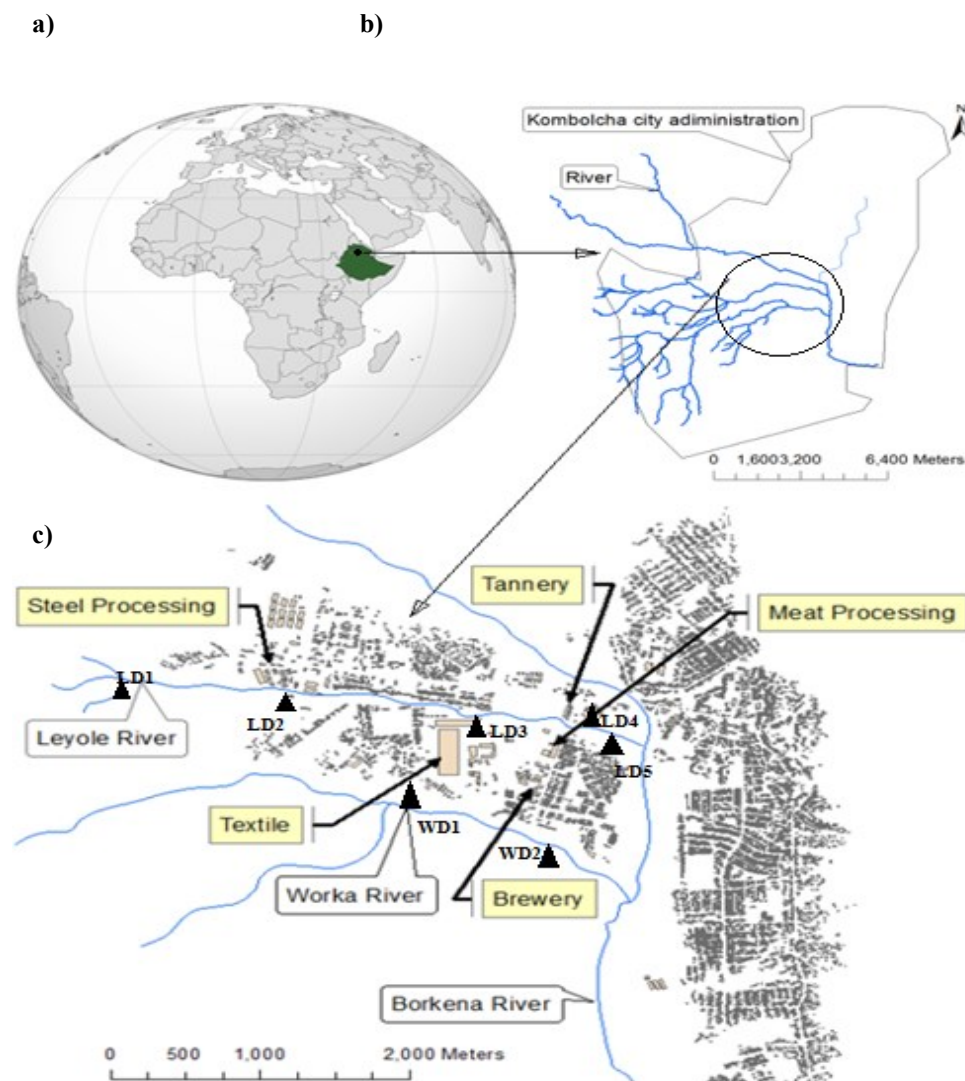 a)
b)
N
Kombolcha city adiministration
River
0 1,6003,200 6,400 Meters
c)
Tannery
Steel Processing
Meat Processing
LD1
LD2
LD3
LD4
Leyole River
LD5
Textile
WD1
WD2
Worka River
Brewery
Borkena River
0 500 1,000 2,000 Meters